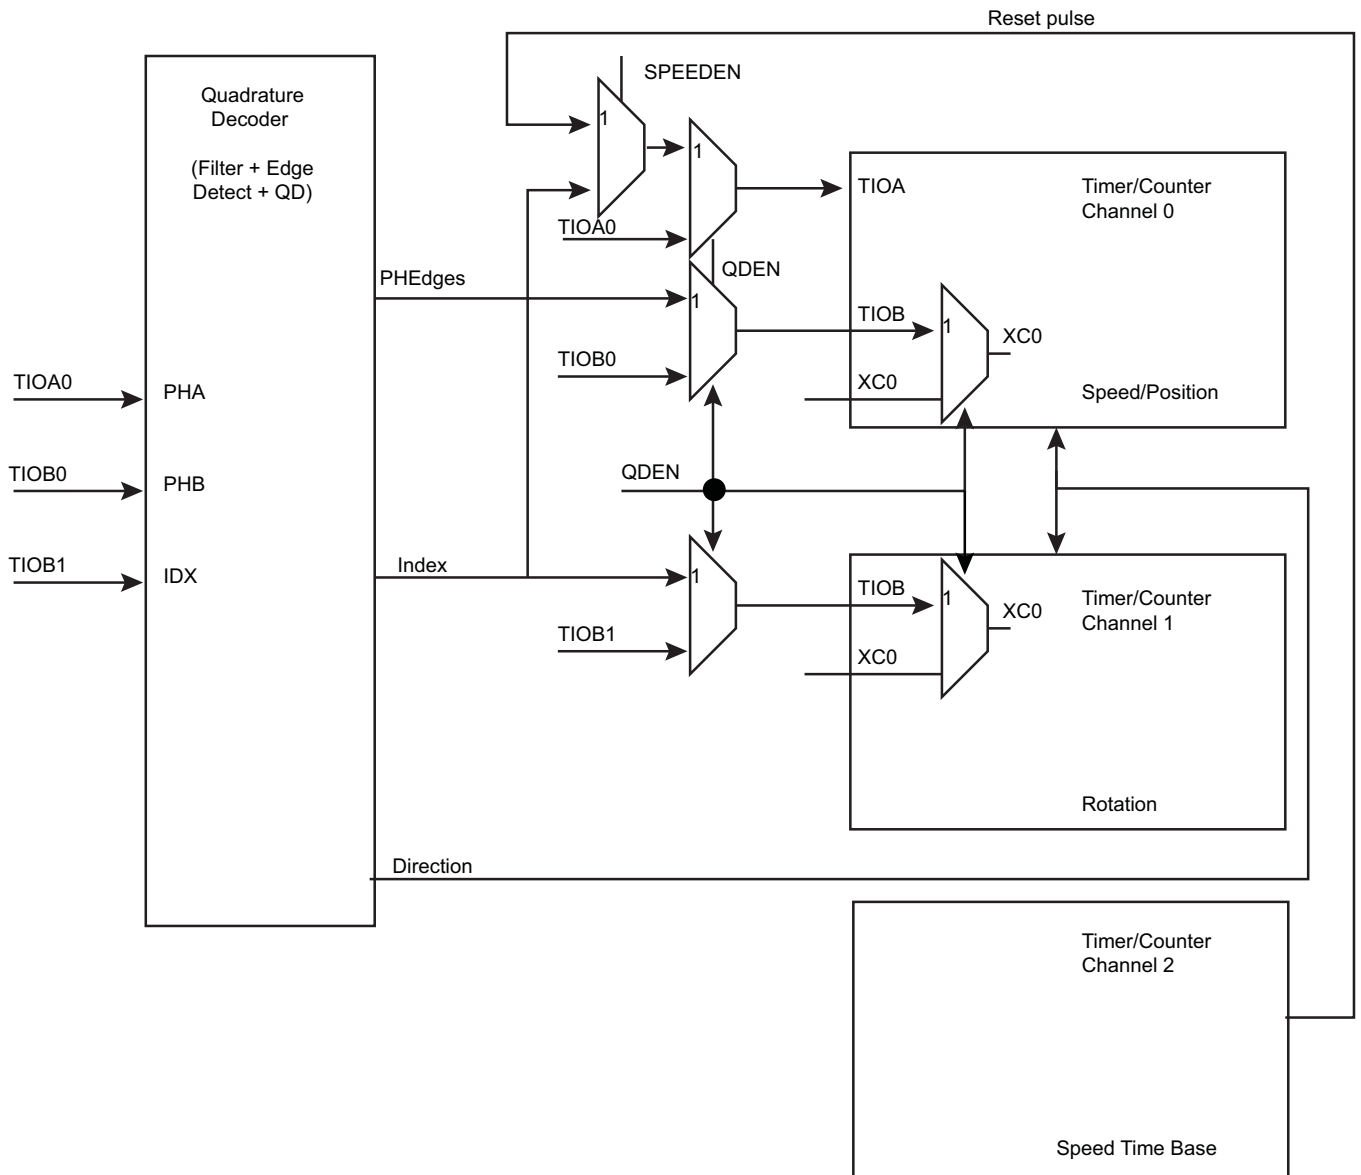 Reset pulse
SPEEDEN
Quadrature
Decoder
(Filter + Edge
Detect + QD)
1
1
TIOA
Timer/Counter
Channel 0
TIOA0
QDEN
PHEdges
1
TIOB
1
XC0
TIOB0
XC0
Speed/Position
TIOA0
PHA
TIOB0
PHB
QDEN
TIOB1
IDX
Index
1
TIOB
1
XC0
Timer/Counter
Channel 1
TIOB1
XC0
Rotation
Direction
Timer/Counter
Channel 2
Speed Time Base